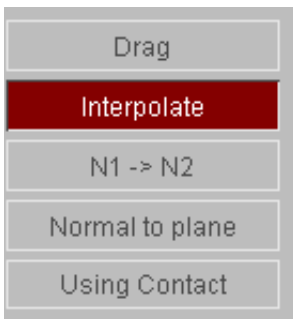 Drag
Interpolate
N1 -> N2
Normal to plane
Using Contact